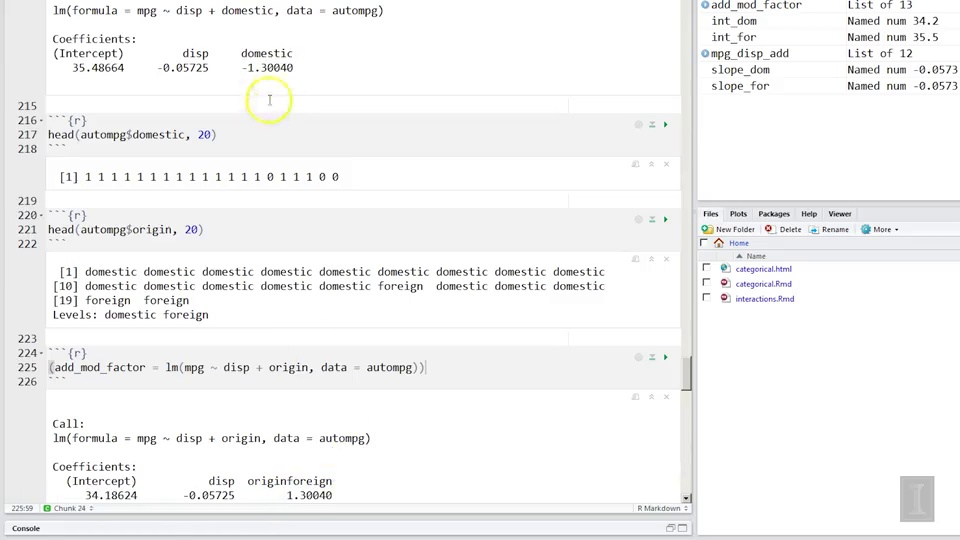 lm(formula = mpg ~ disp + domestic, data = autompg)
Coefficients:
(Intercept) disp domestic
35.48664 -0.05725 -1.30040
215
216 ```{r}
217 head(autompg$domestic, 20)
218 ```
[1] 1 1 1 1 1 1 1 1 1 1 1 1 1 1 0 1 1 1 0 0
219
220 ```{r}
221 head(autompg$origin, 20)
222 ```
[1] domestic domestic domestic domestic domestic domestic domestic domestic domestic
[10] domestic domestic domestic domestic domestic foreign domestic domestic domestic
[19] foreign foreign
Levels: domestic foreign
223
224 ```{r}
225 (add_mod_factor = lm(mpg ~ disp + origin, data = autompg))
226 ```
Call:
lm(formula = mpg ~ disp + origin, data = autompg)
Coefficients:
(Intercept) disp originforeign
34.18624 -0.05725 1.30040
225:59 Chunk 24 R Markdown
Console
add_mod_factor List of 13
int_dom Named num 34.2
int_for Named num 35.5
mpg_disp_add List of 12
slope_dom Named num -0.0573
slope_for Named num -0.0573
Files Plots Packages Help Viewer
New Folder Delete Rename More
Home
Name
categorical.html
categorical.Rmd
interactions.Rmd
I